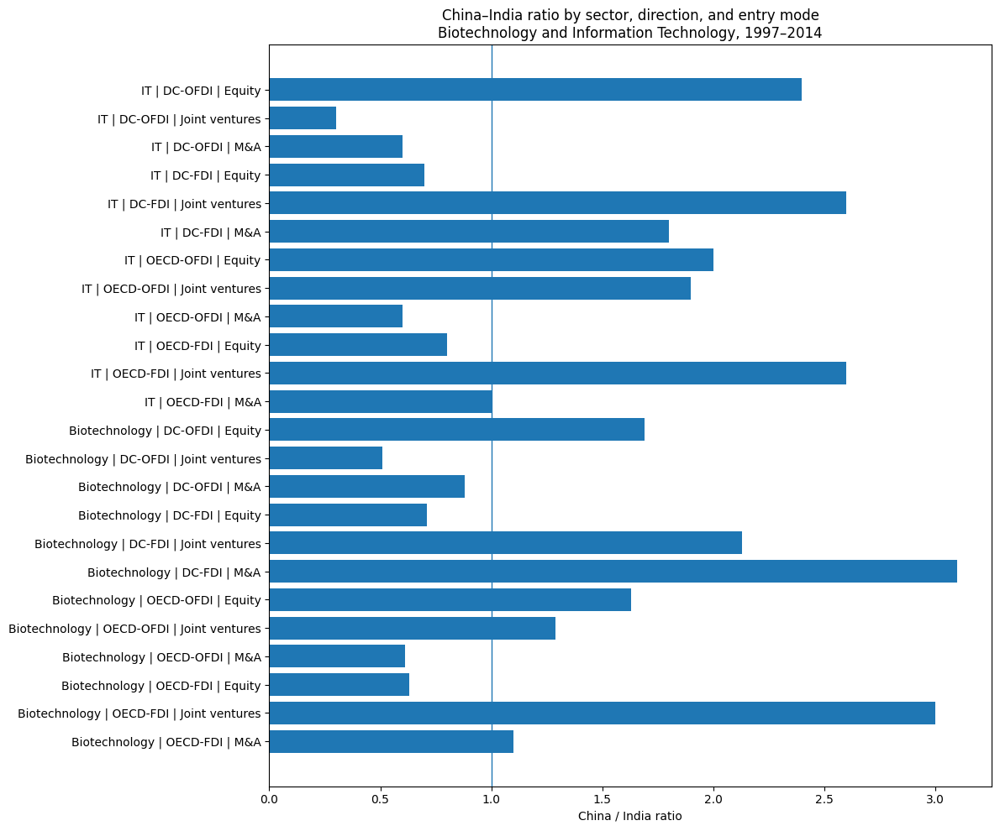 China–India ratio by sector, direction, and entry mode
Biotechnology and Information Technology, 1997–2014
IT | DC-OFDI | Equity
IT | DC-OFDI | Joint ventures
IT | DC-OFDI | M&A
IT | DC-FDI | Equity
IT | DC-FDI | Joint ventures
IT | DC-FDI | M&A
IT | OECD-OFDI | Equity
IT | OECD-OFDI | Joint ventures
IT | OECD-OFDI | M&A
IT | OECD-FDI | Equity
IT | OECD-FDI | Joint ventures
IT | OECD-FDI | M&A
Biotechnology | DC-OFDI | Equity
Biotechnology | DC-OFDI | Joint ventures
Biotechnology | DC-OFDI | M&A
Biotechnology | DC-FDI | Equity
Biotechnology | DC-FDI | Joint ventures
Biotechnology | DC-FDI | M&A
Biotechnology | OECD-OFDI | Equity
Biotechnology | OECD-OFDI | Joint ventures
Biotechnology | OECD-OFDI | M&A
Biotechnology | OECD-FDI | Equity
Biotechnology | OECD-FDI | Joint ventures
Biotechnology | OECD-FDI | M&A
0.0 0.5 1.0 1.5 2.0 2.5 3.0
China / India ratio